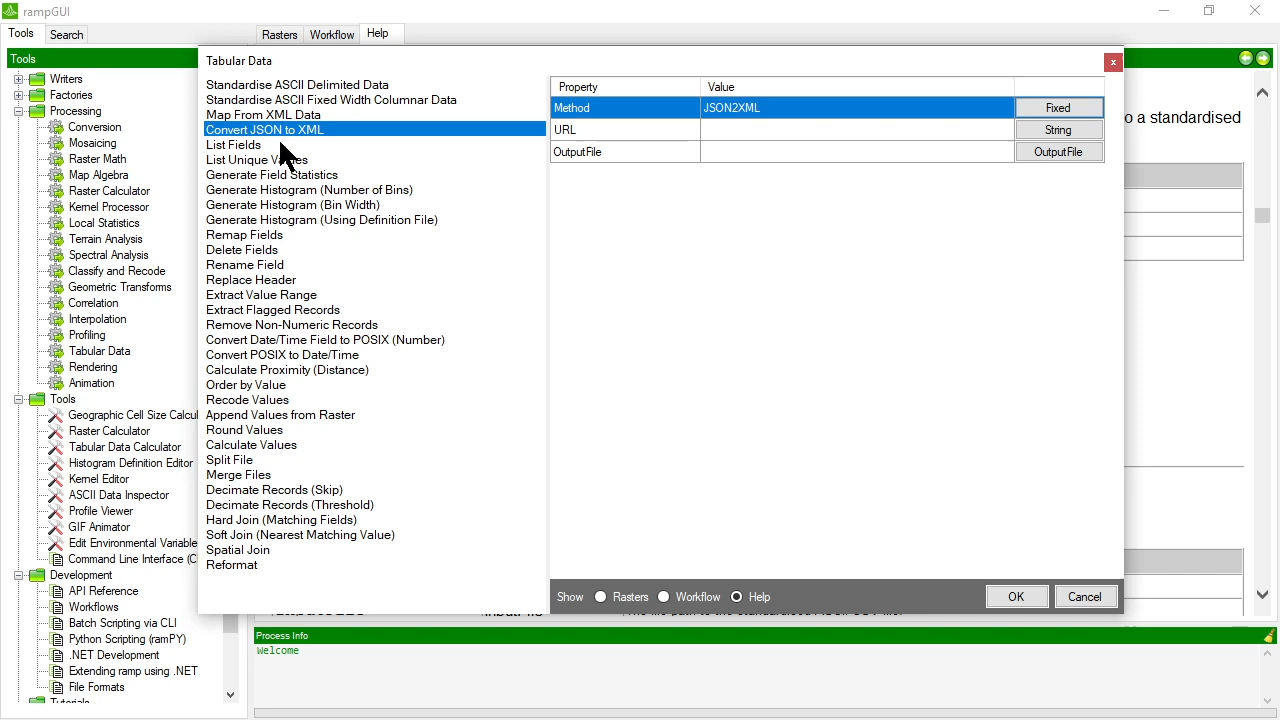 rampGUI
Tools
Search
Rasters
Workflow
Help
Tools
Writers
Factories
Processing
Conversion
Mosaicing
Raster Math
Map Algebra
Raster Calculator
Kernel Processor
Local Statistics
Terrain Analysis
Spectral Analysis
Classify and Recode
Geometric Transforms
Correlation
Interpolation
Profiling
Tabular Data
Rendering
Animation
Tools
Geographic Cell Size Calcul
Raster Calculator
Tabular Data Calculator
Histogram Definition Editor
Kernel Editor
ASCII Data Inspector
Profile Viewer
GIF Animator
Edit Environmental Variable
Command Line Interface (C
Development
API Reference
Workflows
Batch Scripting via CLI
Python Scripting (ramPY)
.NET Development
Extending ramp using .NET
File Formats
Tutorials
Tabular Data
x
Standardise ASCII Delimited Data
Standardise ASCII Fixed Width Columnar Data
Map From XML Data
Convert JSON to XML
List Fields
List Unique Values
Generate Field Statistics
Generate Histogram (Number of Bins)
Generate Histogram (Bin Width)
Generate Histogram (Using Definition File)
Remap Fields
Delete Fields
Rename Field
Replace Header
Extract Value Range
Extract Flagged Records
Remove Non-Numeric Records
Convert Date/Time Field to POSIX (Number)
Convert POSIX to Date/Time
Calculate Proximity (Distance)
Order by Value
Recode Values
Append Values from Raster
Round Values
Calculate Values
Split File
Merge Files
Decimate Records (Skip)
Decimate Records (Threshold)
Hard Join (Matching Fields)
Soft Join (Nearest Matching Value)
Spatial Join
Reformat
Property Value
Method JSON2XML Fixed
URL String
OutputFile OutputFile
Show Rasters Workflow Help OK Cancel
o a standardised
Process Info
Welcome